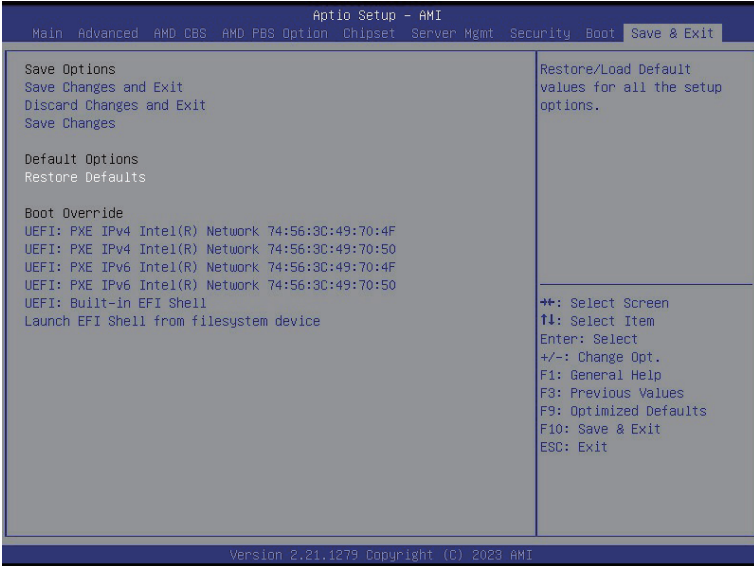 Aptio Setup - AMI
Main Advanced AMD CBS AMD PBS Option Chipset Server Mgmt Security Boot Save & Exit
Save Options
Save Changes and Exit
Discard Changes and Exit
Save Changes
Default Options
Restore Defaults
Boot Override
UEFI: PXE IPv4 Intel(R) Network 74:56:3C:49:70:4F
UEFI: PXE IPv4 Intel(R) Network 74:56:3C:49:70:50
UEFI: PXE IPv6 Intel(R) Network 74:56:3C:49:70:4F
UEFI: PXE IPv6 Intel(R) Network 74:56:3C:49:70:50
UEFI: Built-in EFI Shell
Launch EFI Shell from filesystem device
Restore/Load Default
values for all the setup
options.
→←: Select Screen
↑↓: Select Item
Enter: Select
+/-: Change Opt.
F1: General Help
F3: Previous Values
F9: Optimized Defaults
F10: Save & Exit
ESC: Exit
Version 2.21.1279 Copyright (C) 2023 AMI